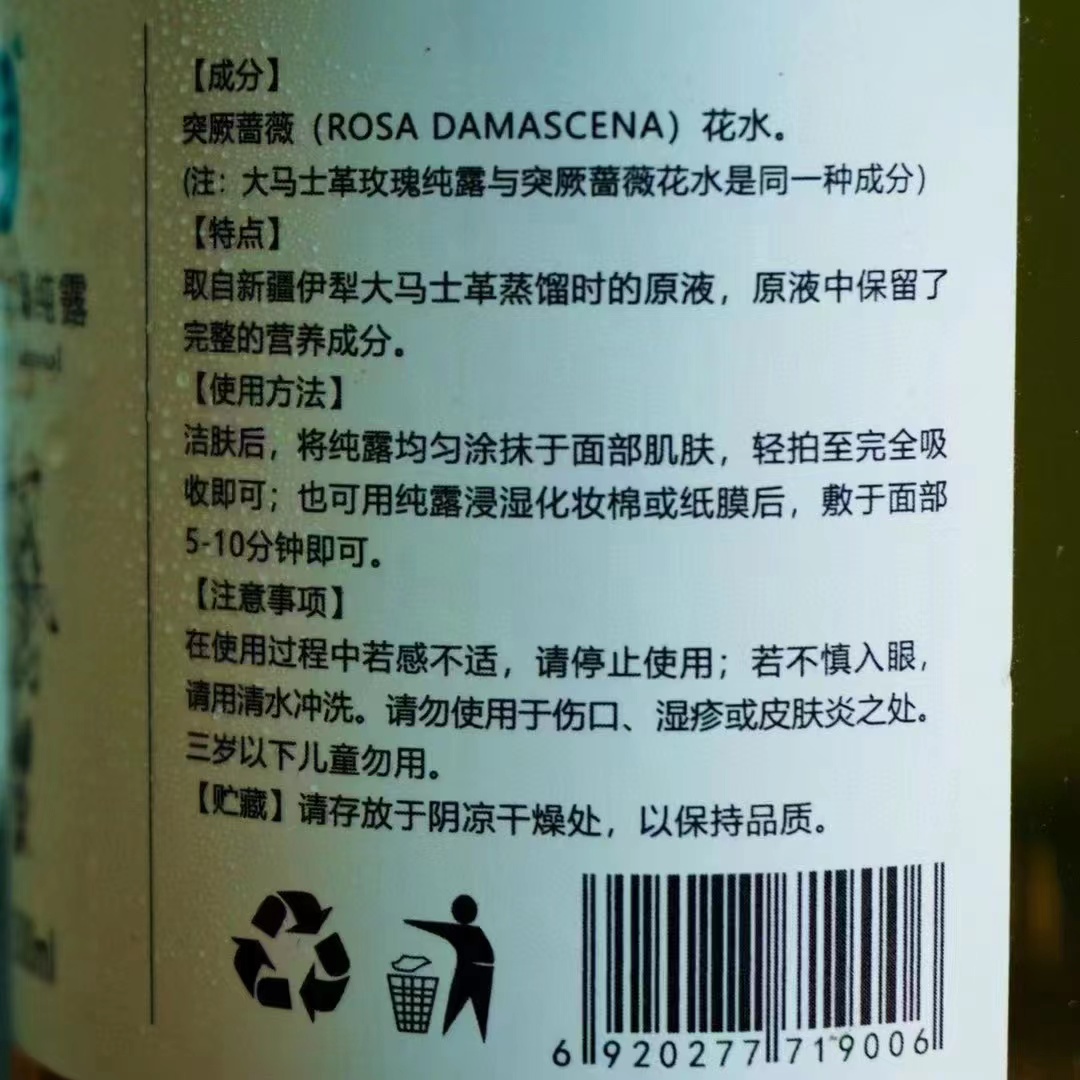 【成分】
突厥蔷薇（ROSA DAMASCENA）花水。
(注：大马士革玫瑰纯露与突厥蔷薇花水是同一种成分）
【特点】
取自新疆伊犁大马士革蒸馏时的原液，原液中保留了
完整的营养成分。
【使用方法】
洁肤后，将纯露均匀涂抹于面部肌肤，轻拍至完全吸
收即可；也可用纯露浸湿化妆棉或纸膜后，敷于面部
5-10分钟即可。
【注意事项】
在使用过程中若感不适，请停止使用；若不慎入眼，
请用清水冲洗。请勿使用于伤口、湿疹或皮肤炎之处。
三岁以下儿童勿用。
【贮藏】请存放于阴凉干燥处，以保持品质。
6 920277 719006
纯露
ml